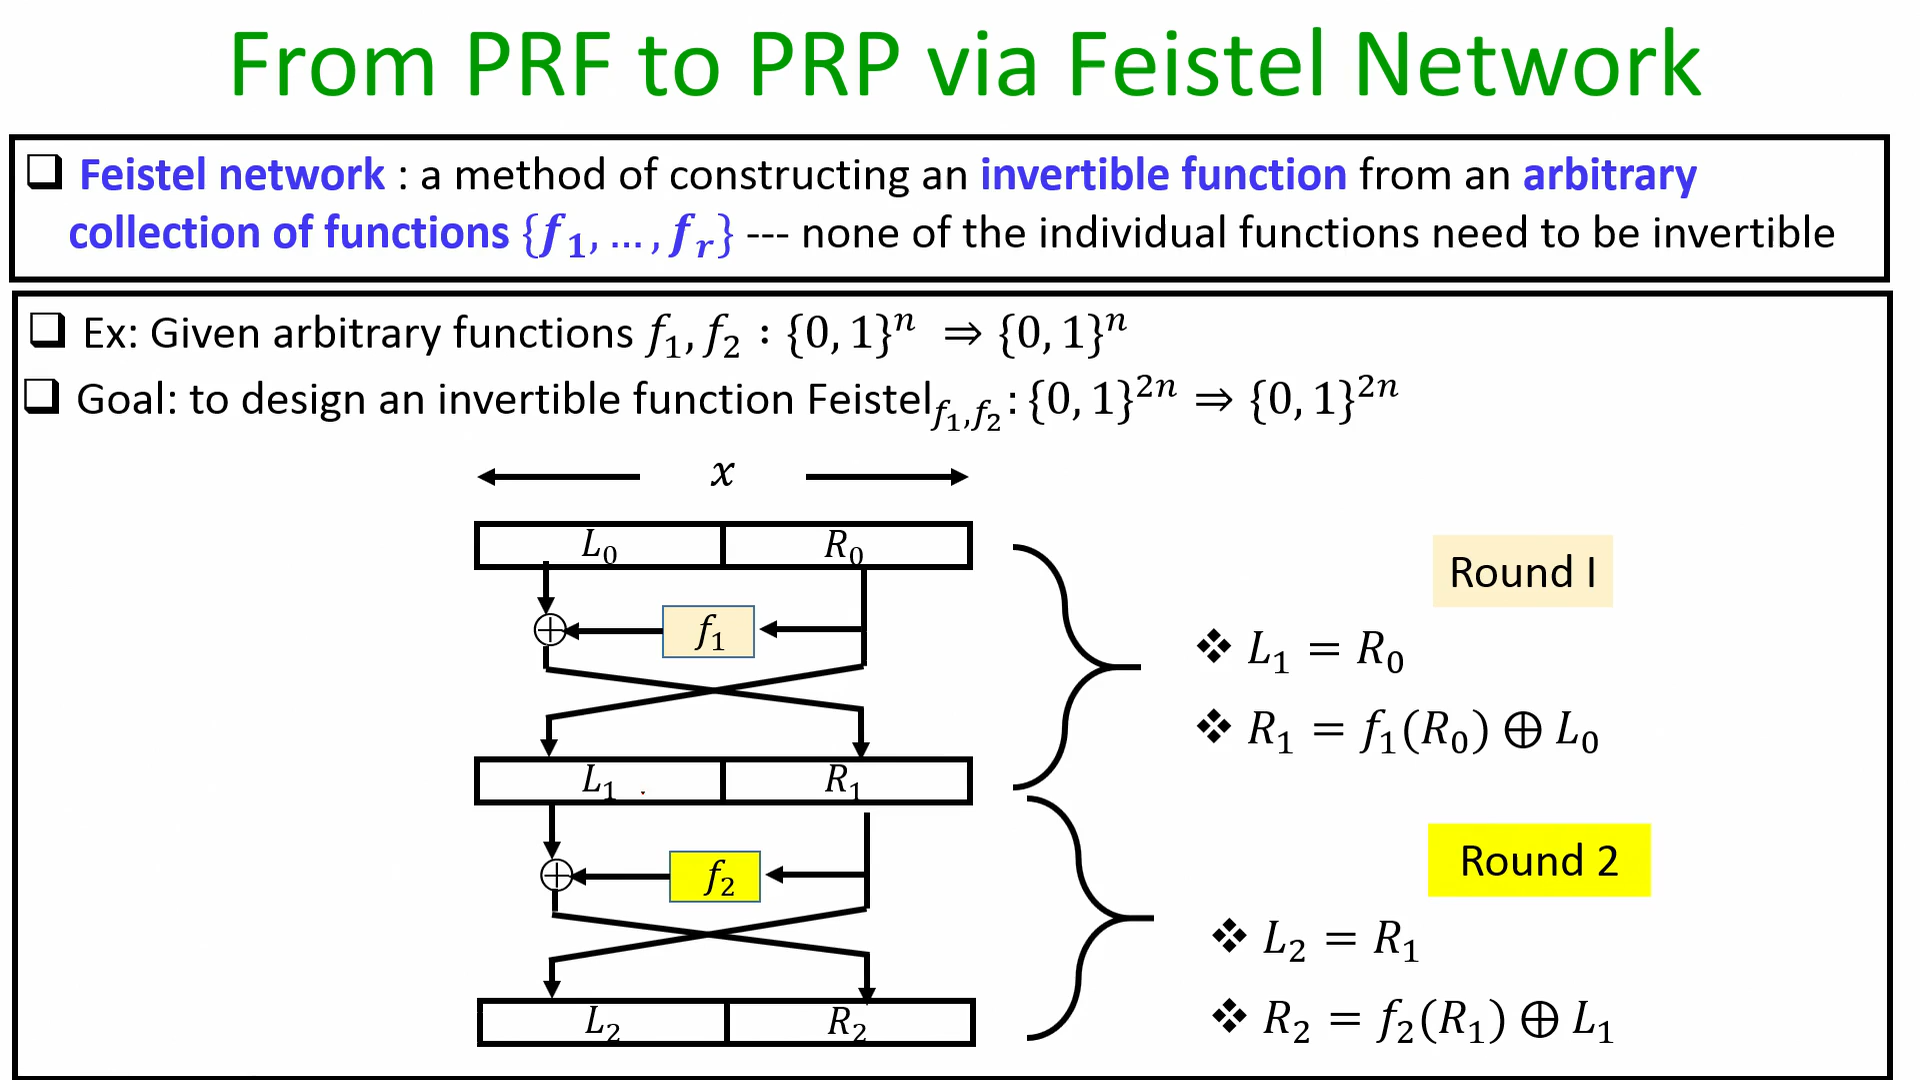 From PRF to PRP via Feistel Network
❑ Feistel network : a method of constructing an invertible function from an arbitrary
collection of functions {𝒇₁, … , 𝒇ᵣ} --- none of the individual functions need to be invertible
❑ Ex: Given arbitrary functions f₁, f₂ : {0, 1}ⁿ ⇒ {0, 1}ⁿ
❑ Goal: to design an invertible function Feistel_{f₁,f₂}: {0, 1}²ⁿ ⇒ {0, 1}²ⁿ
x
L₀ R₀
Round I
f₁
❖ L₁ = R₀
❖ R₁ = f₁(R₀) ⊕ L₀
L₁ R₁
Round 2
f₂
❖ L₂ = R₁
❖ R₂ = f₂(R₁) ⊕ L₁
L₂ R₂